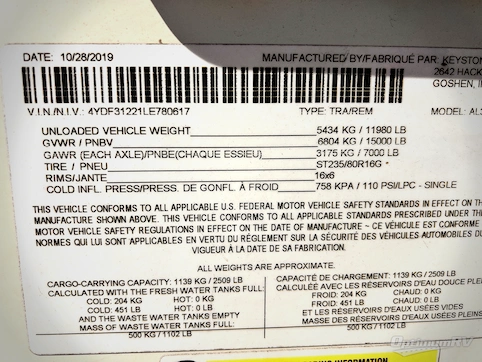 DATE: 10/28/2019 MANUFACTURED BY/FABRIQUÉ PAR KEYSTON
2642 HACK
GOSHEN, I
V.I.N./N.I.V.: 4YDF31221LE780617 TYPE: TRA/REM MODEL: AL
UNLOADED VEHICLE WEIGHT 5434 KG / 11980 LB
GVWR / PNBV 6804 KG / 15000 LB
GAWR (EACH AXLE)/PNBE(CHAQUE ESSIEU) 3175 KG / 7000 LB
TIRE / PNEU ST235/80R16G
RIMS/JANTE 16x6
COLD INFL. PRESS/PRESS. DE GONFL. À FROID 758 KPA / 110 PSI/LPC - SINGLE
THIS VEHICLE CONFORMS TO ALL APPLICABLE U.S. FEDERAL MOTOR VEHICLE SAFETY STANDARDS IN EFFECT ON THE
MANUFACTURE SHOWN ABOVE. THIS VEHICLE CONFORMS TO ALL APPLICABLE STANDARDS PRESCRIBED UNDER THE
MOTOR VEHICLE SAFETY REGULATIONS IN EFFECT ON THE DATE OF MANUFACTURE ~ CE VÉHICULE EST CONFORME
NORMES QUI LUI SONT APPLICABLES EN VERTU DU RÉGLEMENT SUR LA SÉCURITÉ DES VÉHICULES AUTOMOBILES DU
VIGUEUR À LA DATE DE SA FABRICATION.
ALL WEIGHTS ARE APPROXIMATE.
CARGO-CARRYING CAPACITY: 1139 KG / 2509 LB
CALCULATED WITH THE FRESH WATER TANKS FULL:
COLD: 204 KG HOT: 0 KG
COLD: 451 LB HOT: 0 LB
AND THE WASTE WATER TANKS EMPTY
MASS OF WASTE WATER TANKS FULL:
500 KG / 1102 LB
CAPACITÉ DE CHARGEMENT: 1139 KG / 2509 LB
CALCULÉE AVEC LES RÉSERVOIRS D'EAU DOUCE PLEIN
FROID: 204 KG CHAUD: 0 KG
FROID: 451 LB CHAUD: 0 LB
ET LES RÉSERVOIRS D'EAUX USÉES VIDES
MASSE DES RÉSERVOIRS D'EAUX USÉES PLEINS:
500 KG / 1102 LB